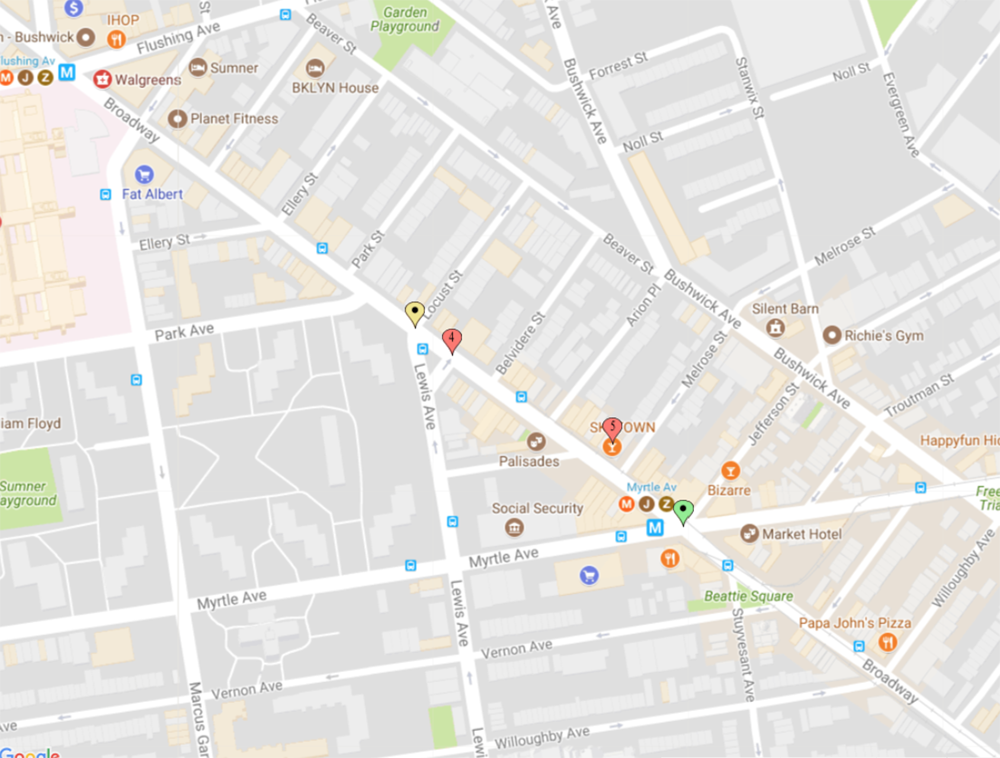 Garden
Playground
St
$
IHOP
n - Bushwick
Flushing Ave
Beaver St
Ave
lushing Av
M J Z M
Walgreens
Sumner
BKLYN House
Forrest St
Bushwick Ave
Stanwix St
Noll St
Evergreen Ave
Broadway
Planet Fitness
Noll St
Fat Albert
Ellery St
Ellery St
Park St
Beaver St
Melrose St
Locust St
Arion Pl
Bushwick Ave
Silent Barn
Richie's Gym
Park Ave
4
Belvidere St
Melrose St
Bushwick Ave
Lewis Ave
Jefferson St
Troutman St
iam Floyd
5
Palisades
Happyfun Hi
Sumner
ayground
Myrtle Av
M J Z
M
Bizarre
Social Security
Free
Tria
Market Hotel
Myrtle Ave
Willoughby Ave
Myrtle Ave
Lewis Ave
Beattie Square
Stuyvesant Ave
Papa John's Pizza
Vernon Ave
Broadway
Vernon Ave
Marcus Gar
Ave
Willoughby Ave
Lewi
Google